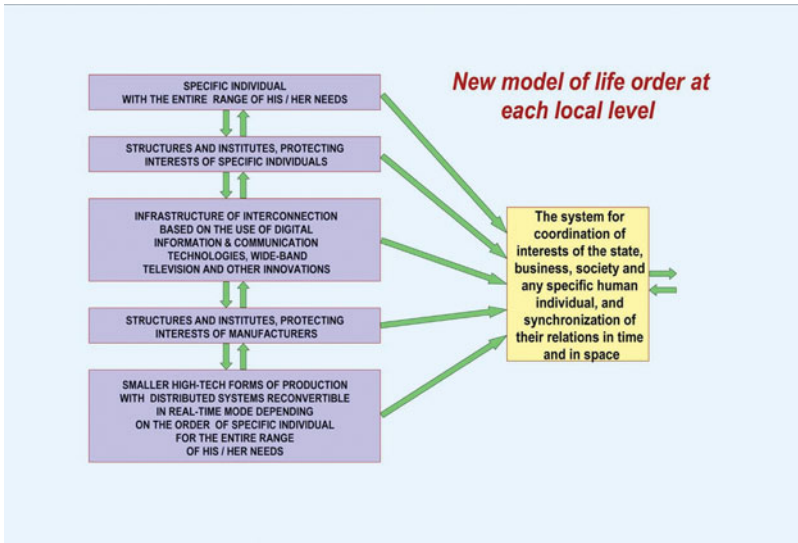 New model of life order at
each local level
SPECIFIC INDIVIDUAL
WITH THE ENTIRE RANGE OF HIS / HER NEEDS
STRUCTURES AND INSTITUTES, PROTECTING
INTERESTS OF SPECIFIC INDIVIDUALS
INFRASTRUCTURE OF INTERCONNECTION
BASED ON THE USE OF DIGITAL
INFORMATION & COMMUNICATION
TECHNOLOGIES, WIDE-BAND
TELEVISION AND OTHER INNOVATIONS
STRUCTURES AND INSTITUTES, PROTECTING
INTERESTS OF MANUFACTURERS
SMALLER HIGH-TECH FORMS OF PRODUCTION
WITH DISTRIBUTED SYSTEMS RECONVERTIBLE
IN REAL-TIME MODE DEPENDING
ON THE ORDER OF SPECIFIC INDIVIDUAL
FOR THE ENTIRE RANGE
OF HIS / HER NEEDS
The system for
coordination of
interests of the state,
business, society and
any specific human
individual, and
synchronization of
their relations in time
and in space